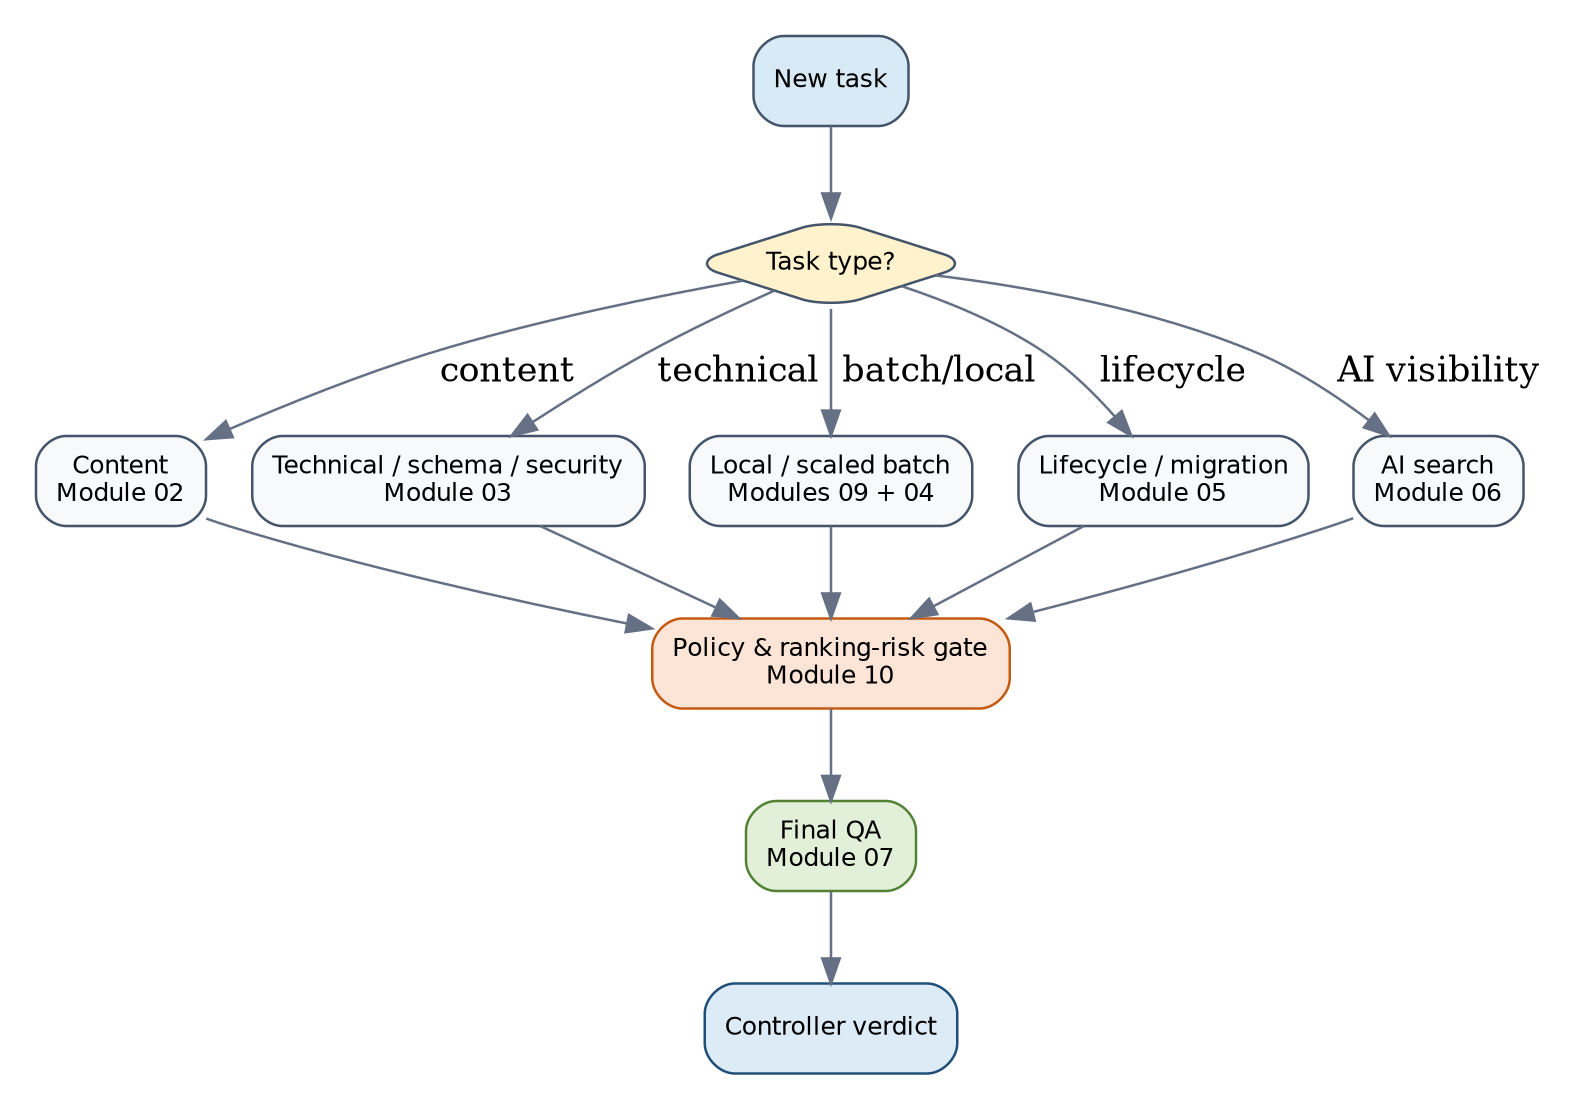 New task
Task type?
content
technical
batch/local
lifecycle
AI visibility
Content
Module 02
Technical / schema / security
Module 03
Local / scaled batch
Modules 09 + 04
Lifecycle / migration
Module 05
AI search
Module 06
Policy & ranking-risk gate
Module 10
Final QA
Module 07
Controller verdict